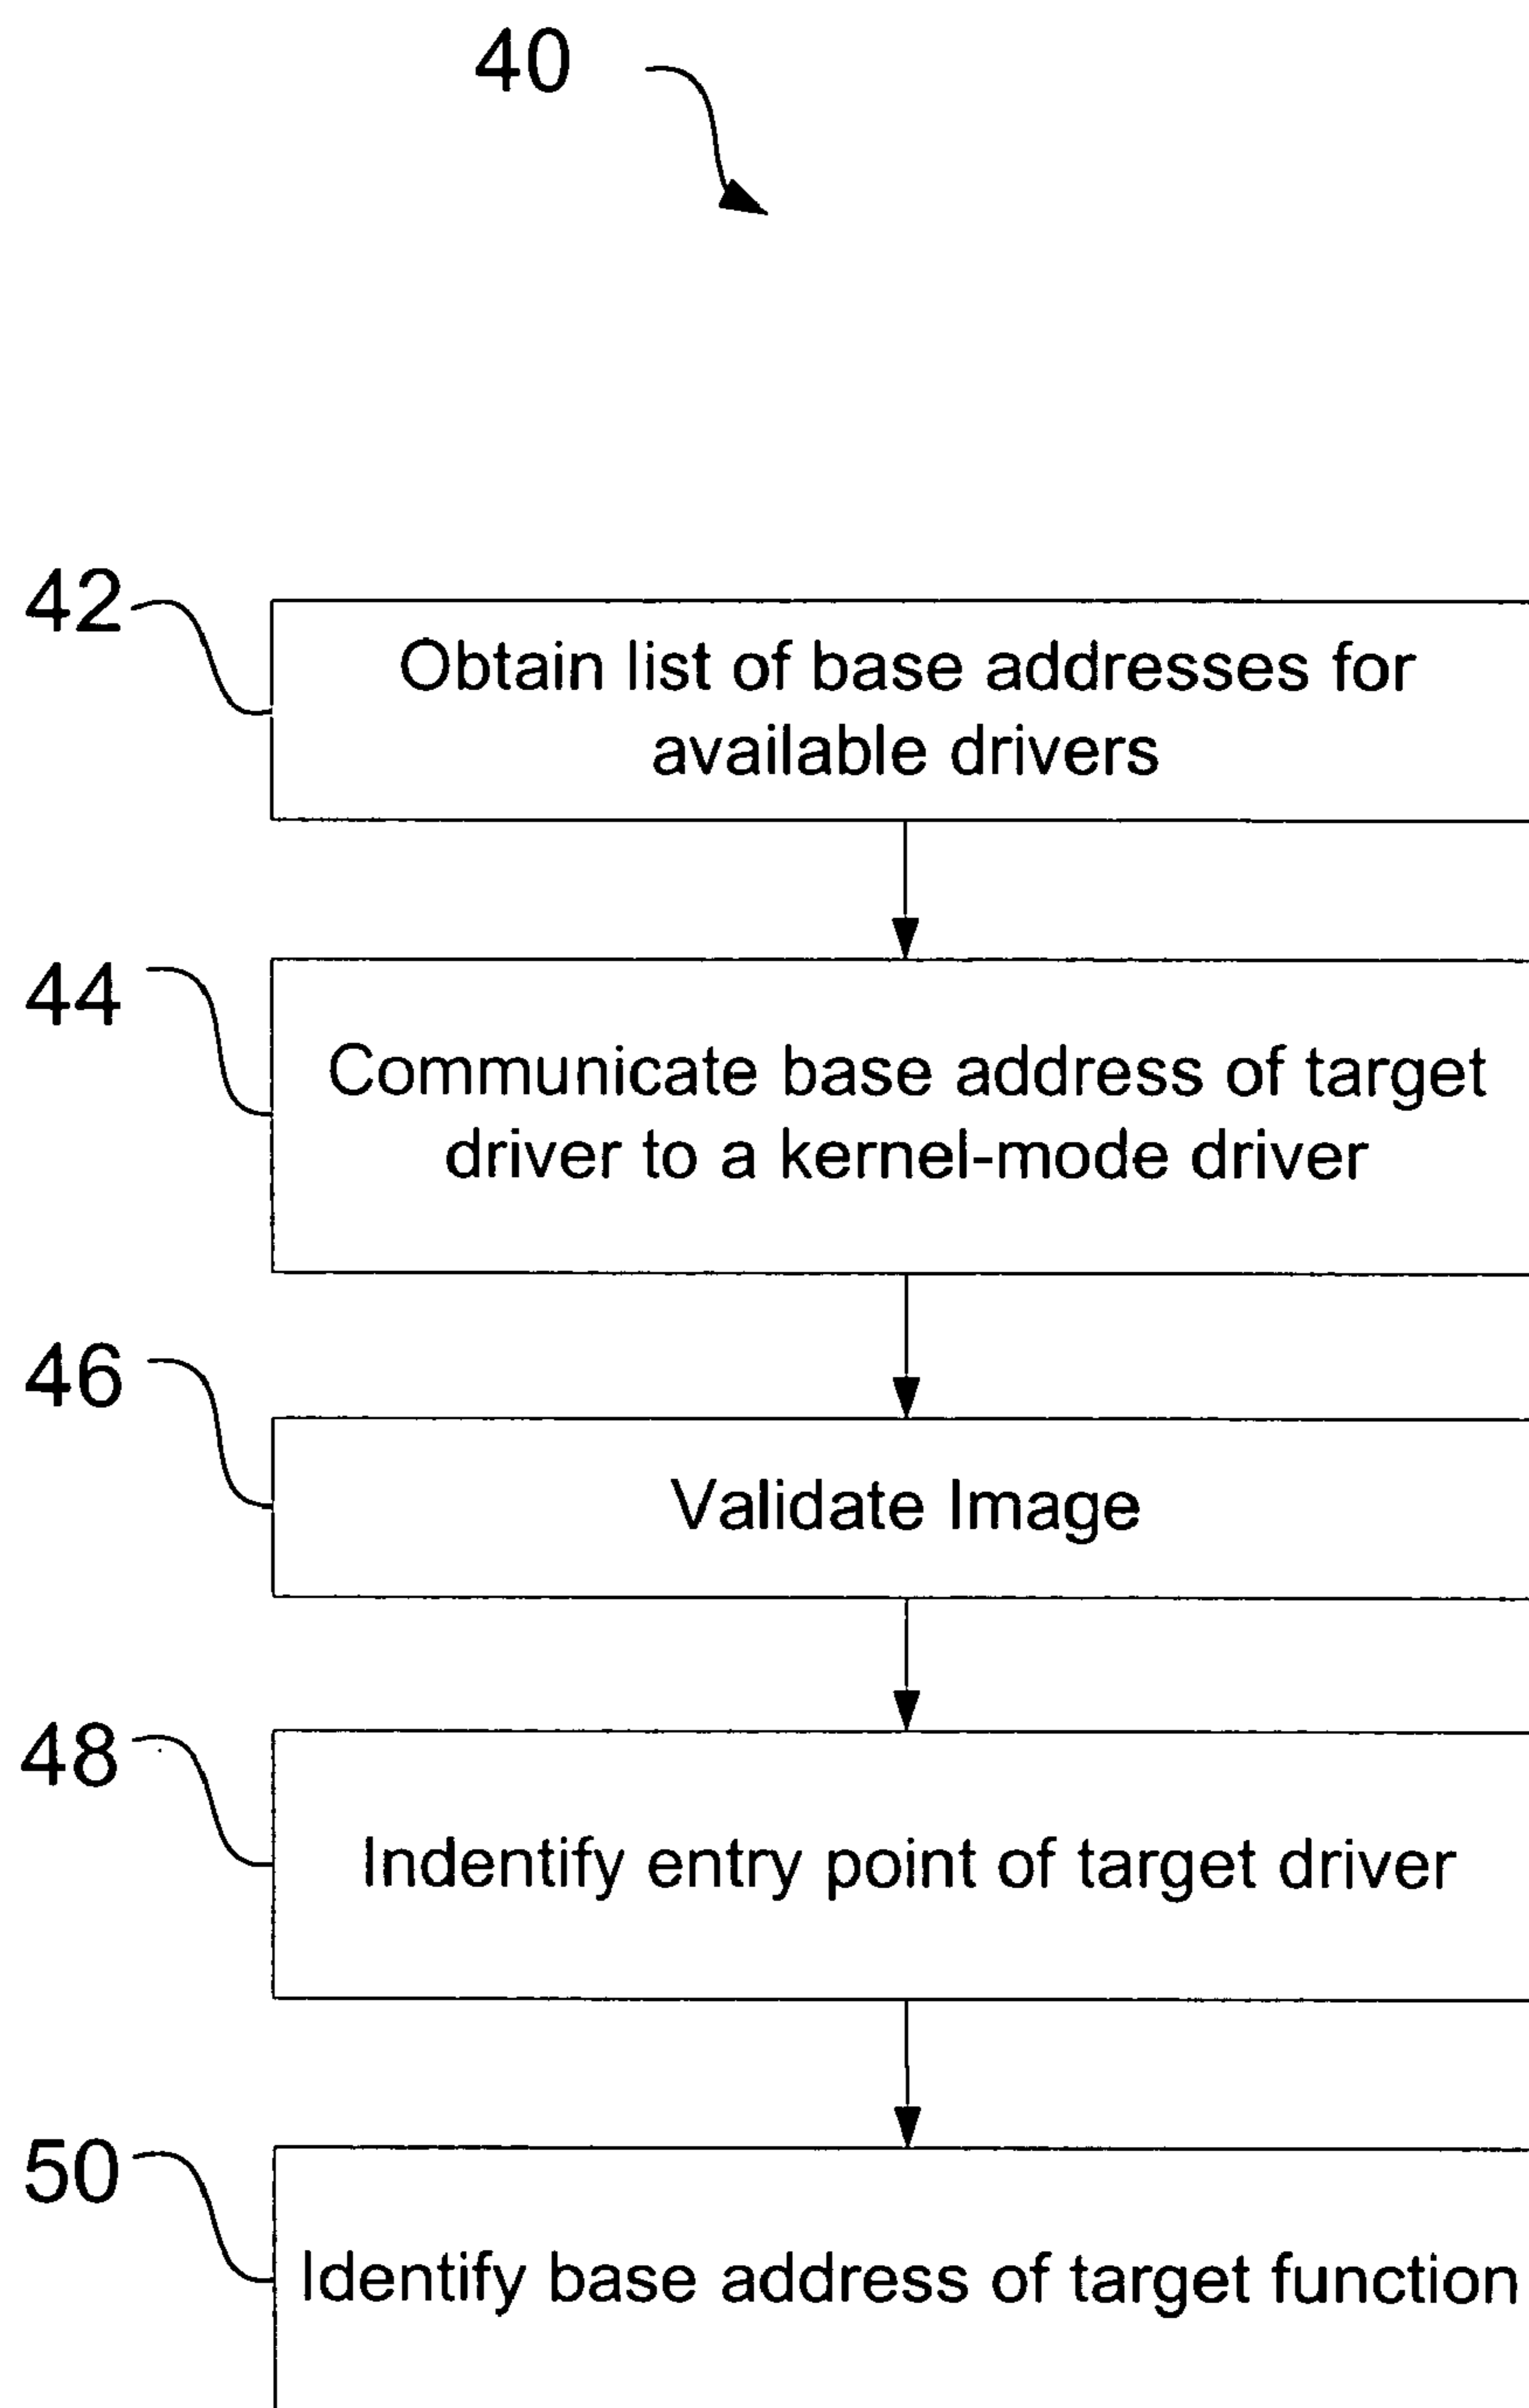 40
42
Obtain list of base addresses for
available drivers
44
Communicate base address of target
driver to a kernel-mode driver
46
Validate Image
48
Indentify entry point of target driver
50
Identify base address of target function